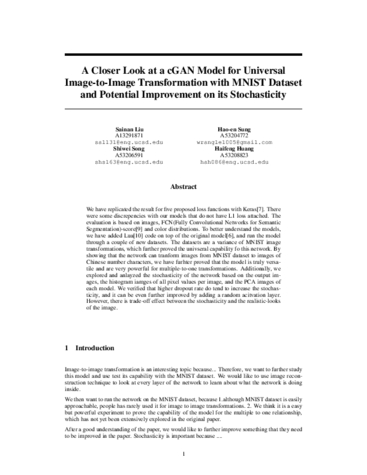 A Closer Look at a cGAN Model for Universal
Image-to-Image Transformation with MNIST Dataset
and Potential Improvement on its Stochasticity
Sainan Liu
A13291871
sal131@eng.ucsd.edu
Shiwei Song
A53206591
shs163@eng.ucsd.edu
Hao-en Sung
A53204772
wrangle1005@gmail.com
Haifeng Huang
A53208823
hah086@eng.ucsd.edu
Abstract
We have replicated the result for five proposed loss functions with Keras[7]. There
were some discrepancies with our models that do not have L1 loss attached. The
evaluation is based on images, FCN(Fully Convolutional Networks for Semantic
Segmentation)-score[9] and color distributions. To better understand the models,
we have added Lua[10] code on top of the original model[6], and run the model
through a couple of new datasets. The datasets are a variance of MNIST image
transformations, which further proved the universal capability to this network. By
showing that the network can tranform images from MNIST dataset to images of
Chinese number characters, we have further proved that the model is truly versa-
tile and are very powerful for multiple-to-one transformations. Additionally, we
explored and anlayzed the stochasticity of the network based on the output im-
ages, the histogram iamges of all pixel values per image, and the PCA images of
each model. We verified that higher dropout rate do tend to increase the stochas-
ticity, and it can be even further improved by adding a random acitvation layer.
However, there is trade-off effect between the stochasticity and the realistic-looks
of the image.
1 Introduction
Image-to-image transformation is an interesting topic because... Therefore, we want to further study
this model and use test its capability with the MNIST dataset. We would like to use image recon-
struction technique to look at every layer of the network to learn about what the network is doing
inside.
We then want to run the network on the MNIST dataset, because 1.although MNIST dataset is easily
approachable, people has rarely used it for image to image transformations. 2. We think it is a easy
but powerful experiment to prove the capability of the model for the multiple to one relationship,
which has not yet been extensively explored in the original paper.
After a good understanding of the paper, we would like to further improve something that they need
to be improved in the paper. Stochasticity is important because ....
1